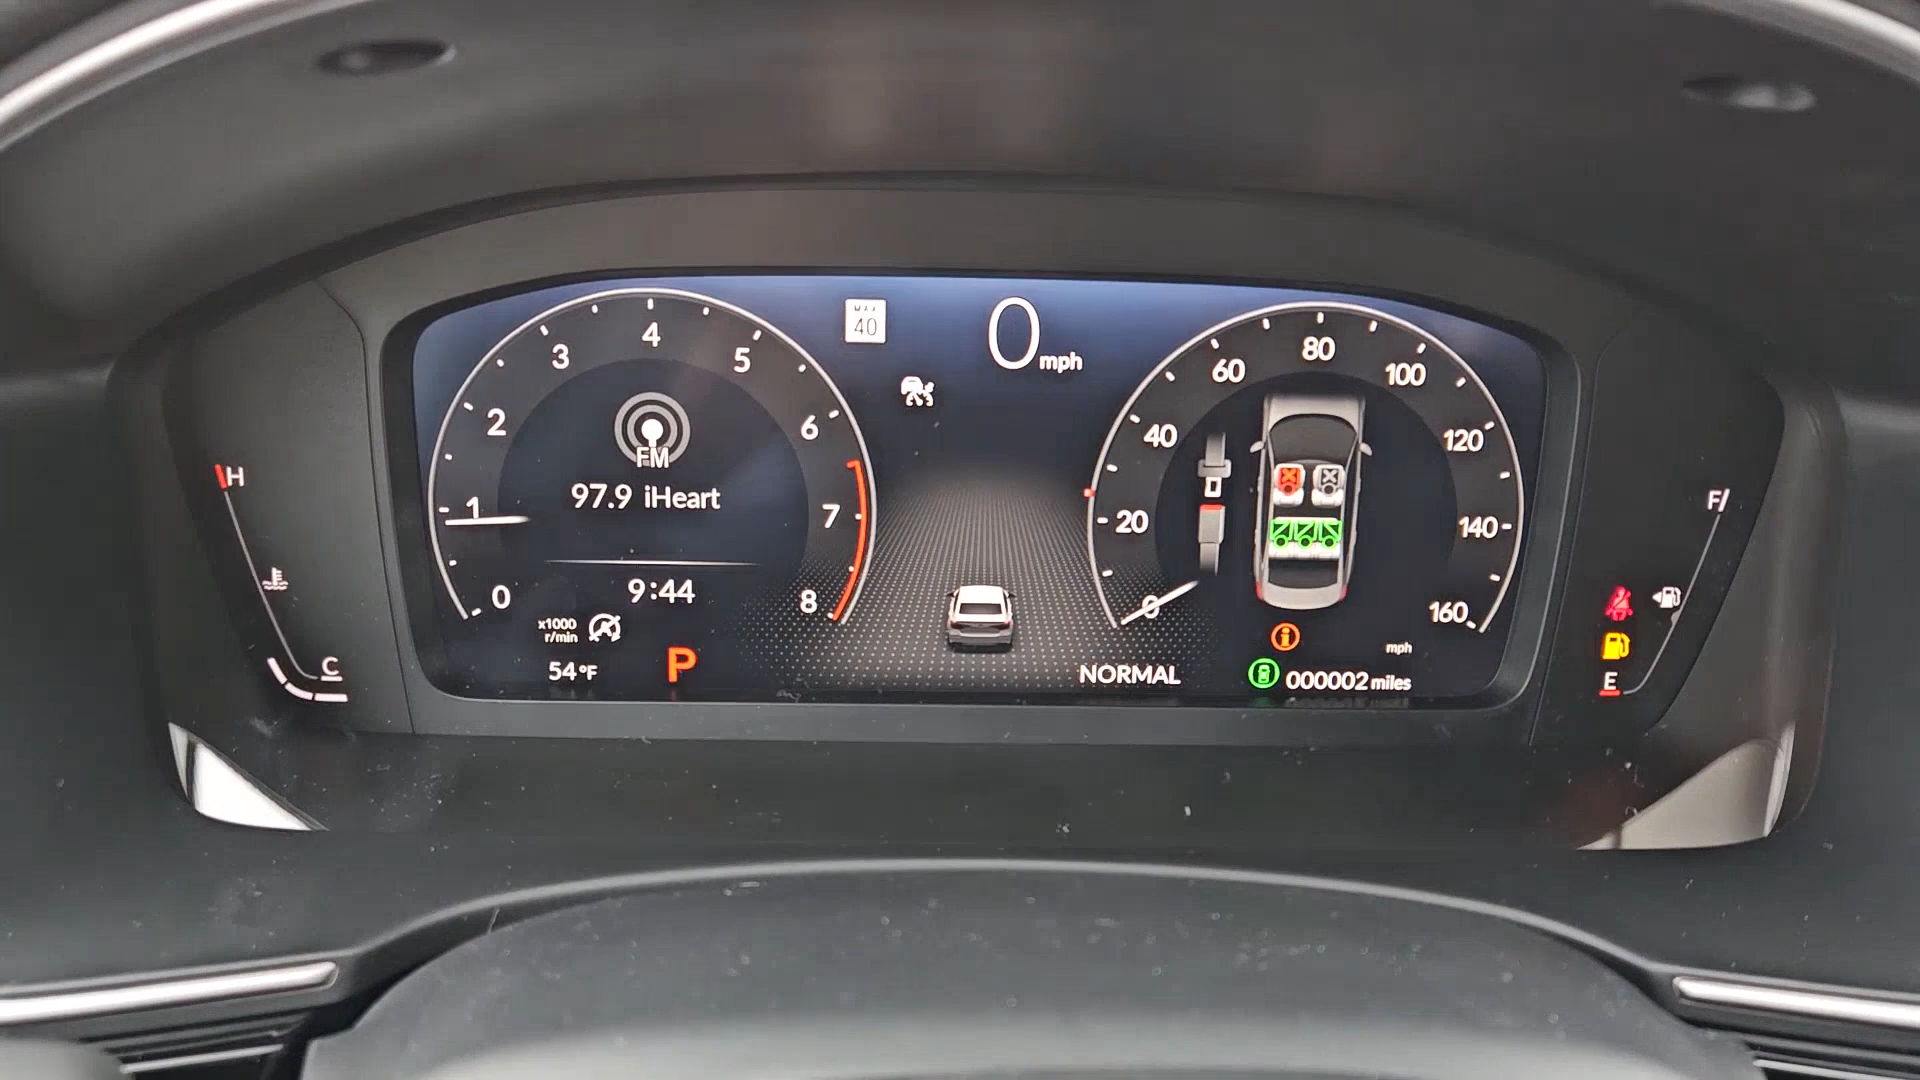 MAX
40
0 mph
0
1
2
3
4
5
6
7
8
x1000
r/min
FM
97.9 iHeart
9:44
54°F
P
H
C
0
20
40
60
80
100
120
140
160
mph
NORMAL
000002 miles
F
E